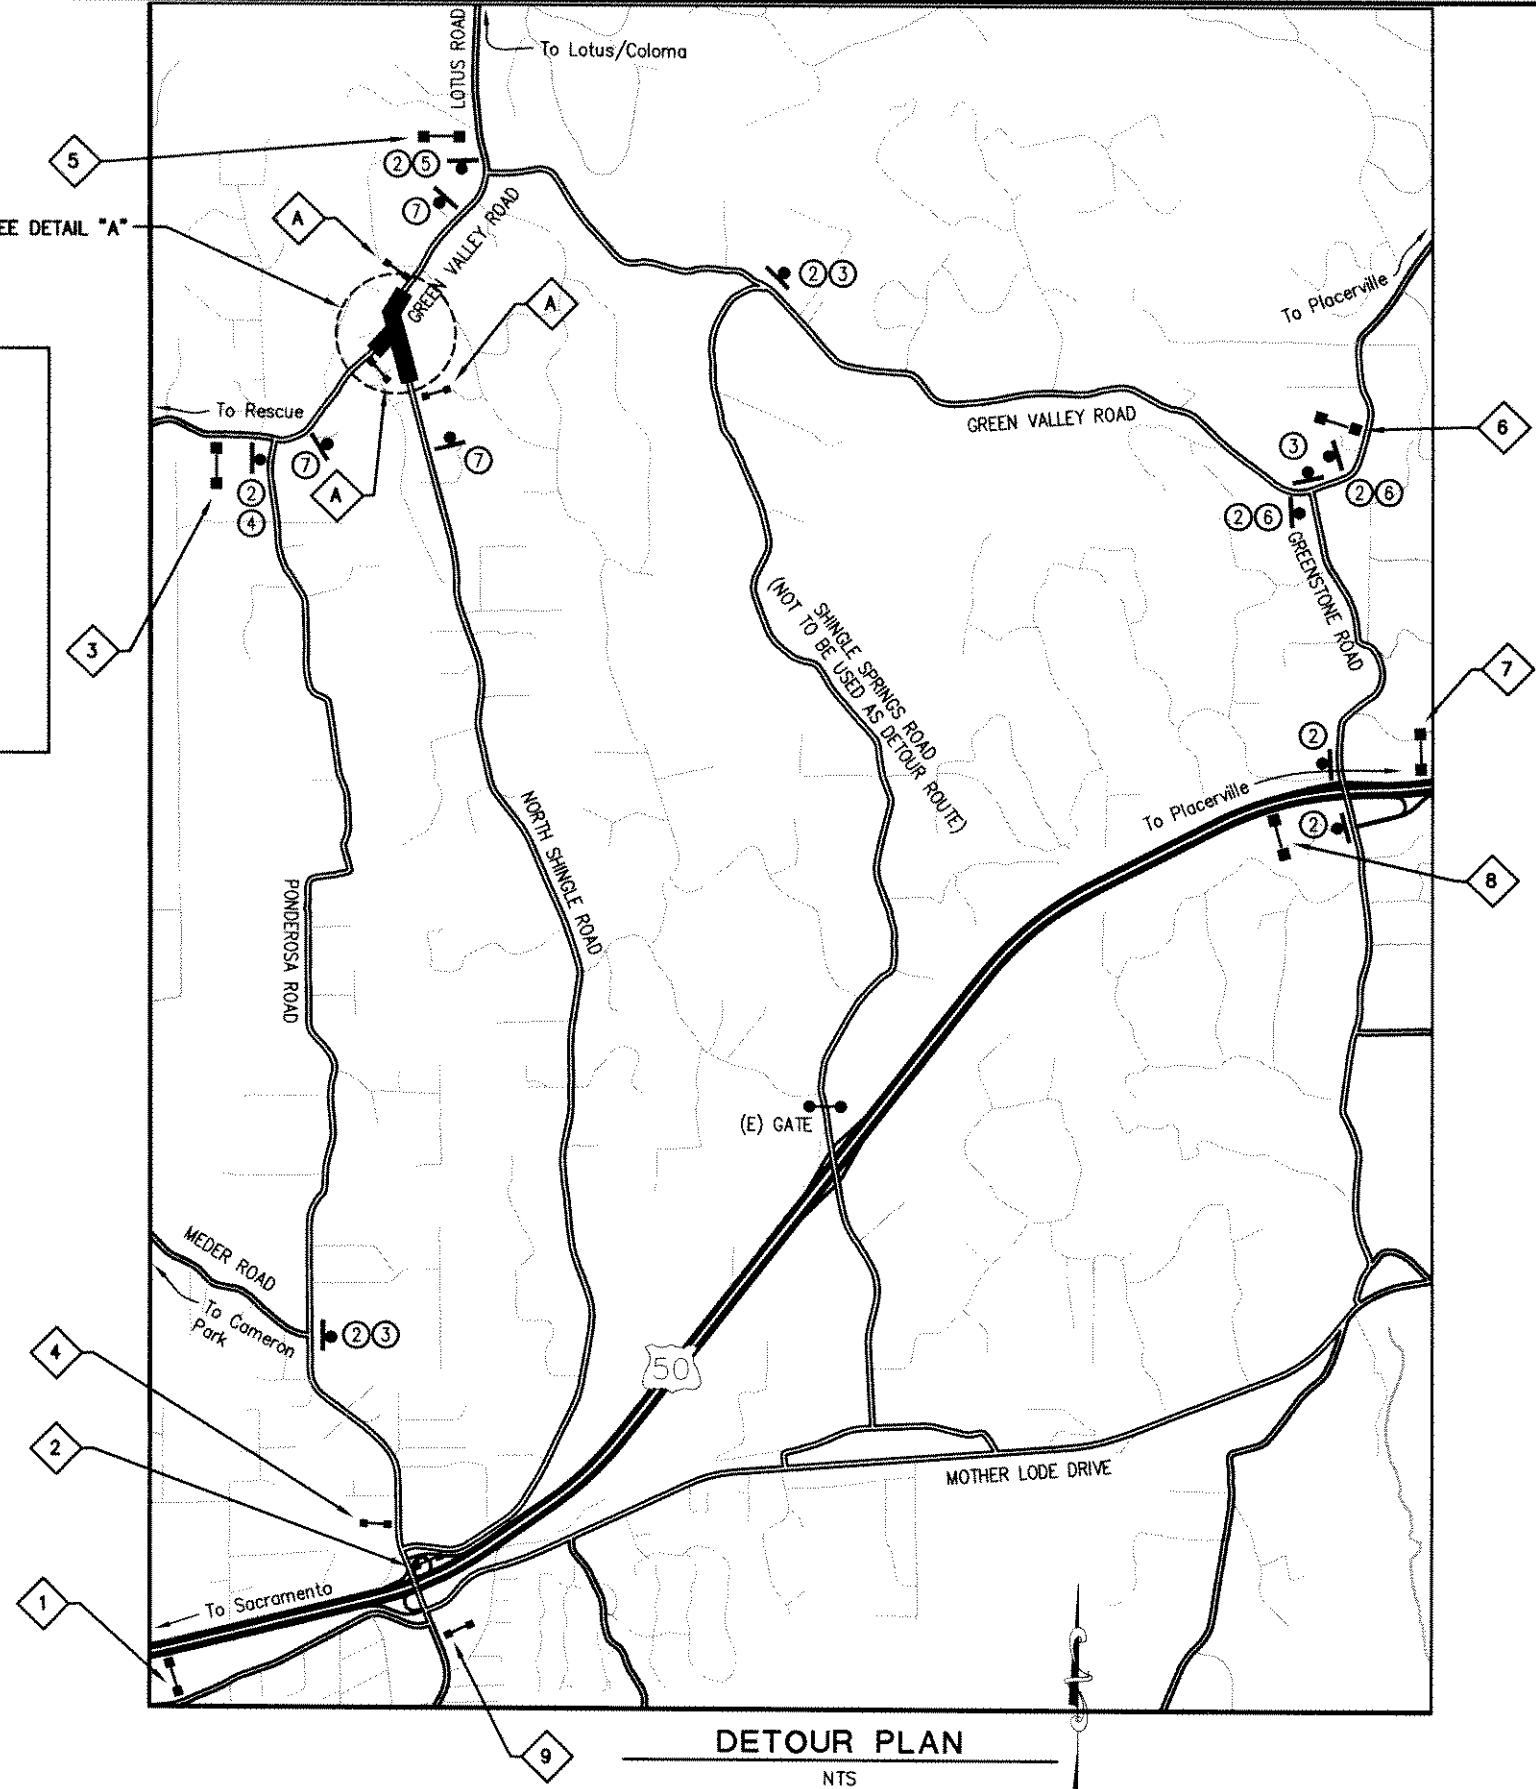 LOTUS ROAD
To Lotus/Coloma
5
2 5
7
A
EE DETAIL "A"
GREEN VALLEY ROAD
A
2 3
To Placerville
To Rescue
GREEN VALLEY ROAD
6
3
7
7
A
2
4
2 6
2 6
GREENSTONE ROAD
3
SHINGLE SPRINGS ROAD
(NOT TO BE USED AS DETOUR ROUTE)
7
2
To Placerville
2
8
NORTH SHINGLE ROAD
PONDEROSA ROAD
(E) GATE
MEDER ROAD
To Cameron
Park
2 3
4
50
2
MOTHER LODE DRIVE
To Sacramento
1
9
DETOUR PLAN
NTS